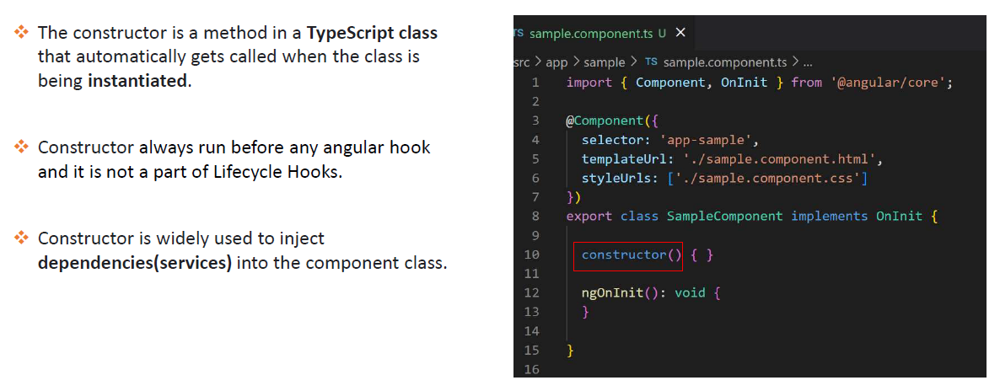 ❖ The constructor is a method in a TypeScript class
that automatically gets called when the class is
being instantiated.
❖ Constructor always run before any angular hook
and it is not a part of Lifecycle Hooks.
❖ Constructor is widely used to inject
dependencies(services) into the component class.
TS sample.component.ts U ×
src > app > sample > TS sample.component.ts > ...
1 import { Component, OnInit } from '@angular/core';
2
3 @Component({
4 selector: 'app-sample',
5 templateUrl: './sample.component.html',
6 styleUrls: ['./sample.component.css']
7 })
8 export class SampleComponent implements OnInit {
9
10 constructor() { }
11
12 ngOnInit(): void {
13 }
14
15 }
16